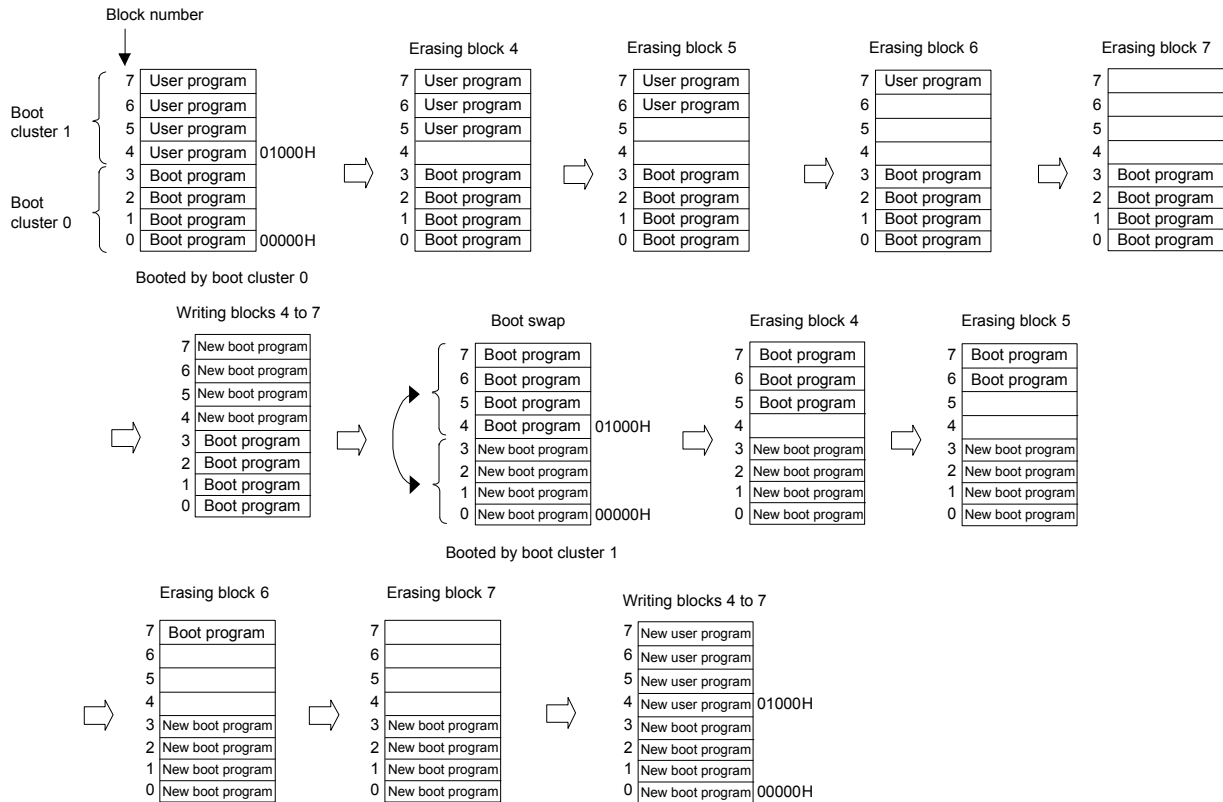 Block number
Boot
cluster 1
Boot
cluster 0
7 User program
6 User program
5 User program
4 User program 01000H
3 Boot program
2 Boot program
1 Boot program
0 Boot program 00000H
Booted by boot cluster 0
Erasing block 4
7 User program
6 User program
5 User program
4
3 Boot program
2 Boot program
1 Boot program
0 Boot program
Erasing block 5
7 User program
6 User program
5
4
3 Boot program
2 Boot program
1 Boot program
0 Boot program
Erasing block 6
7 User program
6
5
4
3 Boot program
2 Boot program
1 Boot program
0 Boot program
Erasing block 7
7
6
5
4
3 Boot program
2 Boot program
1 Boot program
0 Boot program
Writing blocks 4 to 7
7 New boot program
6 New boot program
5 New boot program
4 New boot program
3 Boot program
2 Boot program
1 Boot program
0 Boot program
Boot swap
7 Boot program
6 Boot program
5 Boot program
4 Boot program 01000H
3 New boot program
2 New boot program
1 New boot program
0 New boot program 00000H
Booted by boot cluster 1
Erasing block 4
7 Boot program
6 Boot program
5 Boot program
4
3 New boot program
2 New boot program
1 New boot program
0 New boot program
Erasing block 5
7 Boot program
6 Boot program
5
4
3 New boot program
2 New boot program
1 New boot program
0 New boot program
Erasing block 6
7 Boot program
6
5
4
3 New boot program
2 New boot program
1 New boot program
0 New boot program
Erasing block 7
7
6
5
4
3 New boot program
2 New boot program
1 New boot program
0 New boot program
Writing blocks 4 to 7
7 New user program
6 New user program
5 New user program
4 New user program 01000H
3 New boot program
2 New boot program
1 New boot program
0 New boot program 00000H